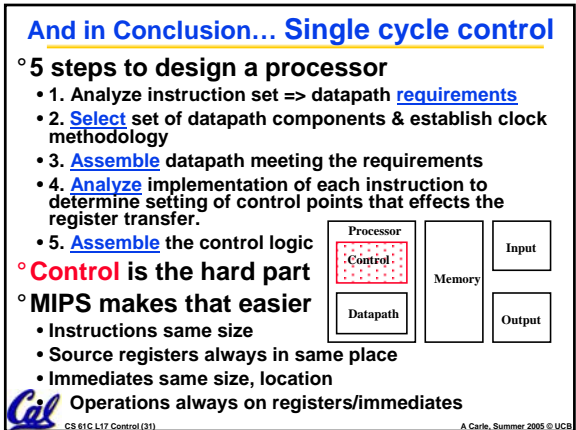 And in Conclusion… Single cycle control
°5 steps to design a processor
• 1. Analyze instruction set => datapath requirements
• 2. Select set of datapath components & establish clock
methodology
• 3. Assemble datapath meeting the requirements
• 4. Analyze implementation of each instruction to
determine setting of control points that effects the
register transfer.
• 5. Assemble the control logic
°Control is the hard part
°MIPS makes that easier
• Instructions same size
• Source registers always in same place
• Immediates same size, location
Operations always on registers/immediates
Processor
Control
Datapath
Memory
Input
Output
Cal
CS 61C L17 Control (31)
A Carle, Summer 2005 © UCB